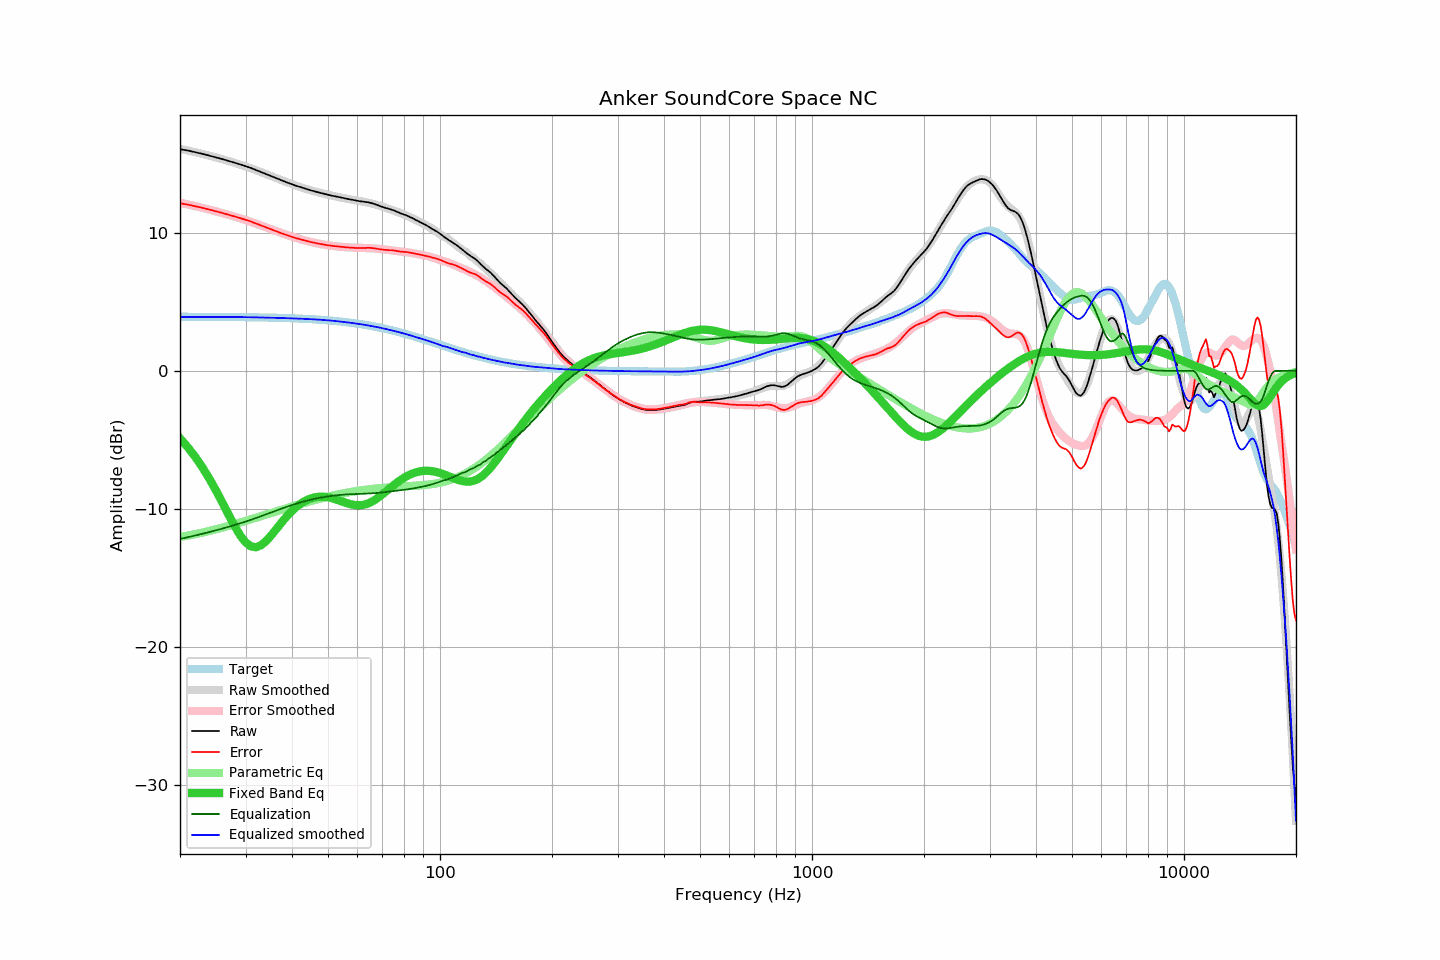 Anker SoundCore Space NC
Amplitude (dBr)
10
0
−10
−20
−30
Target
Raw Smoothed
Error Smoothed
Raw
Error
Parametric Eq
Fixed Band Eq
Equalization
Equalized smoothed
100
1000
10000
Frequency (Hz)